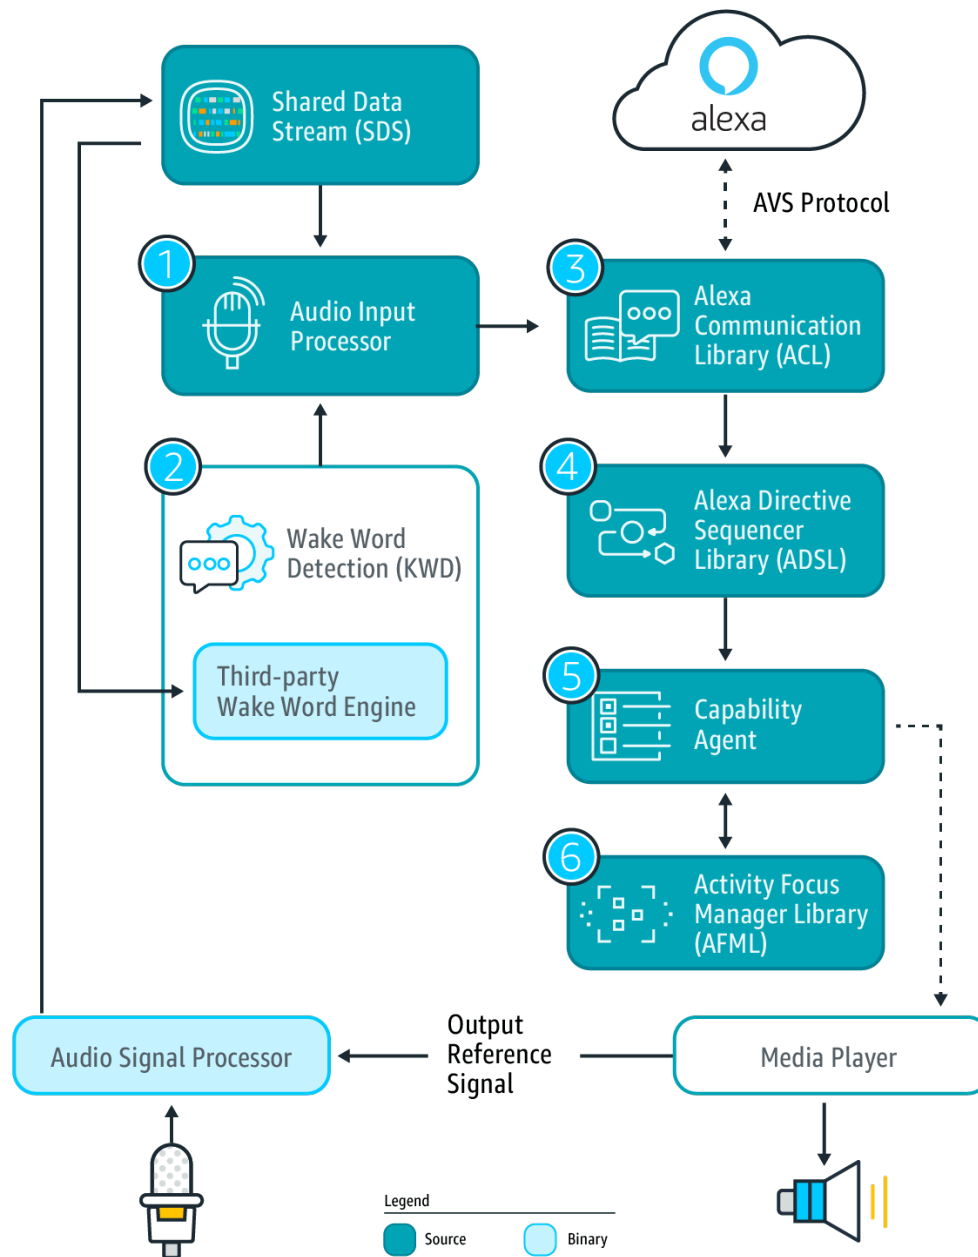 Shared Data
Stream (SDS)
alexa
AVS Protocol
1
Audio Input
Processor
3
Alexa
Communication
Library (ACL)
2
Wake Word
Detection (KWD)
Third-party
Wake Word Engine
4
Alexa Directive
Sequencer
Library (ADSL)
5
Capability
Agent
6
Activity Focus
Manager Library
(AFML)
Audio Signal Processor
Output
Reference
Signal
Media Player
Legend
Source
Binary